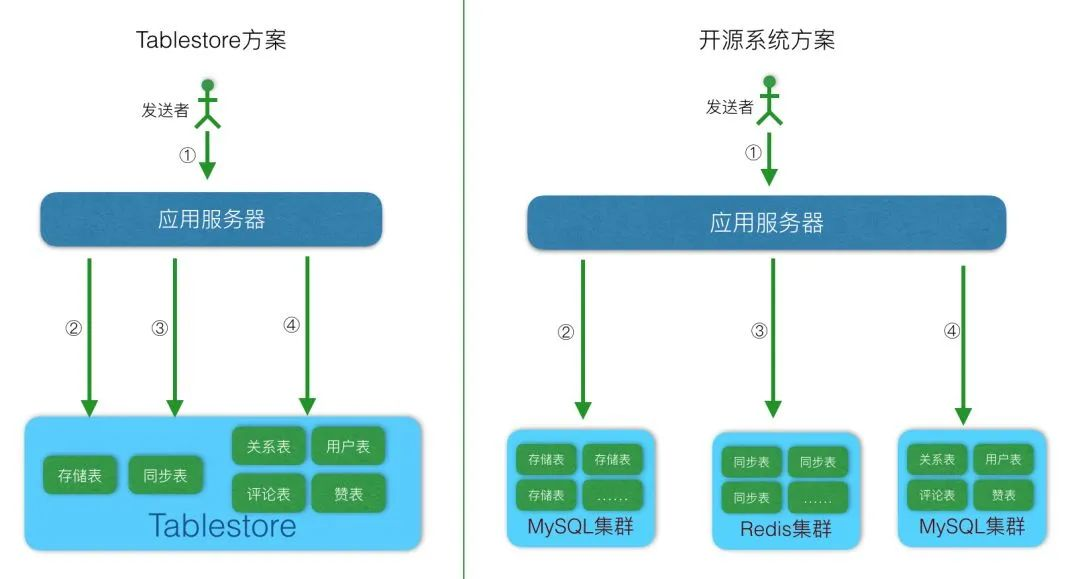 Tablestore方案
发送者
①
应用服务器
②
③
④
存储表
同步表
关系表
用户表
评论表
赞表
Tablestore
开源系统方案
发送者
①
应用服务器
②
③
④
存储表
存储表
存储表
......
MySQL集群
同步表
同步表
同步表
......
Redis集群
关系表
用户表
评论表
赞表
MySQL集群